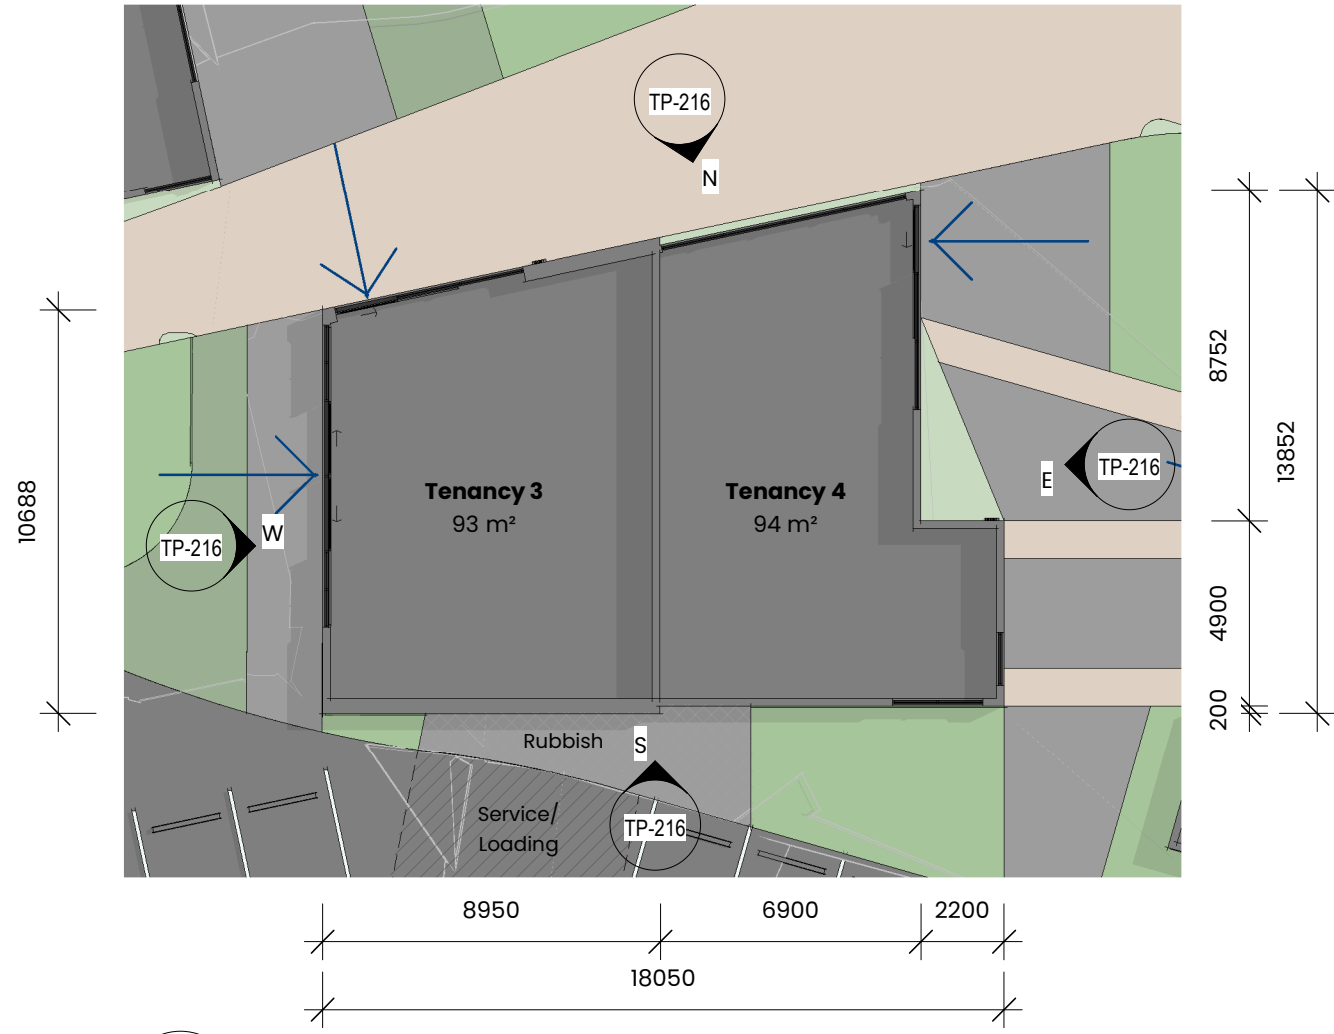 TP-216
N
8752
13852
Tenancy 3
93 m²
Tenancy 4
94 m²
TP-216
E
10688
TP-216
W
4900
200
Rubbish
S
Service/
Loading
TP-216
8950
6900
2200
18050